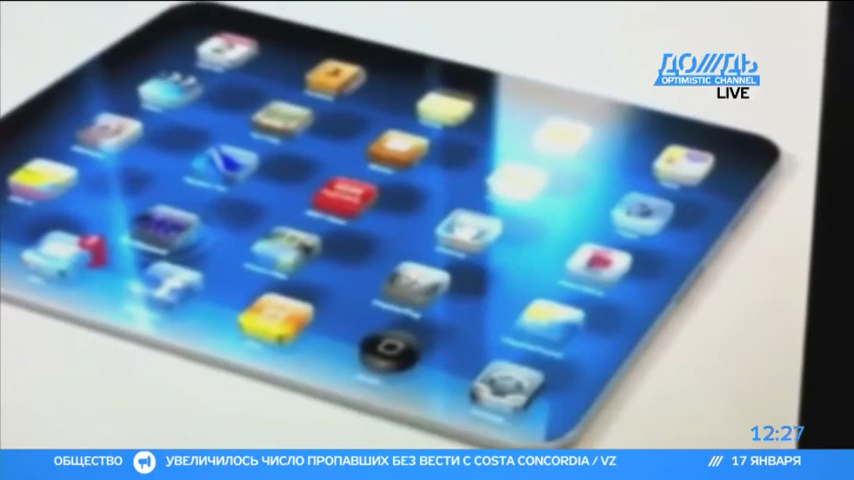 ДОЖДЬ
OPTIMISTIC CHANNEL
LIVE
12:27
ОБЩЕСТВО УВЕЛИЧИЛОСЬ ЧИСЛО ПРОПАВШИХ БЕЗ ВЕСТИ С COSTA CONCORDIA / VZ /// 17 ЯНВАРЯ